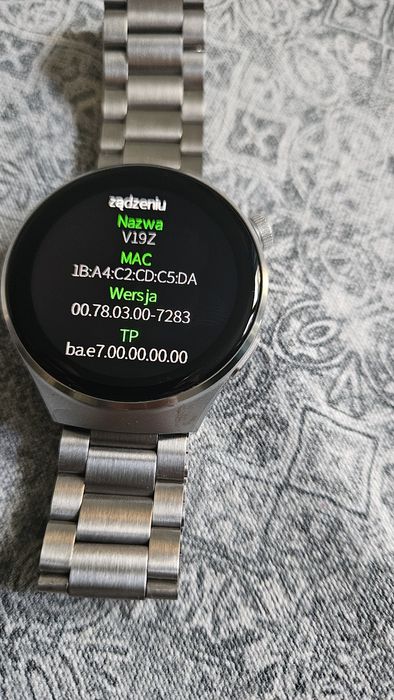 ządzeniu
Nazwa
V19Z
MAC
1B:A4:C2:CD:C5:DA
Wersja
00.78.03.00-7283
TP
ba.e7.00.00.00.00